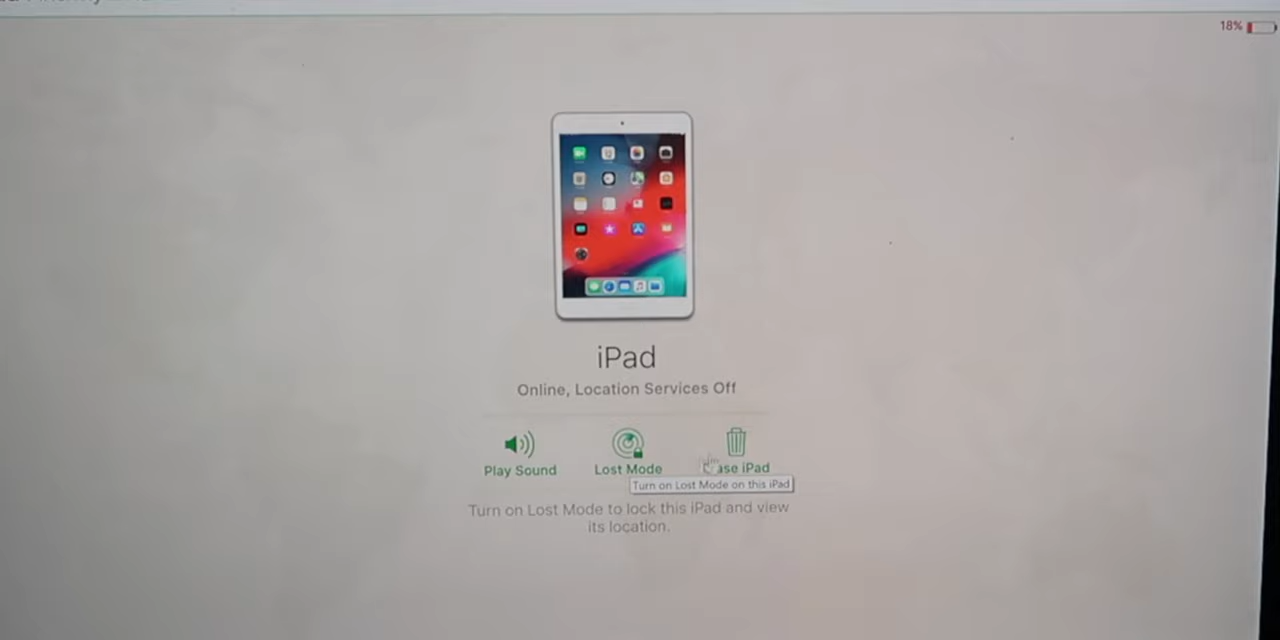 18%
iPad
Online, Location Services Off
Play Sound
Lost Mode
ase iPad
Turn on Lost Mode on this iPad
Turn on Lost Mode to lock this iPad and view
its location.